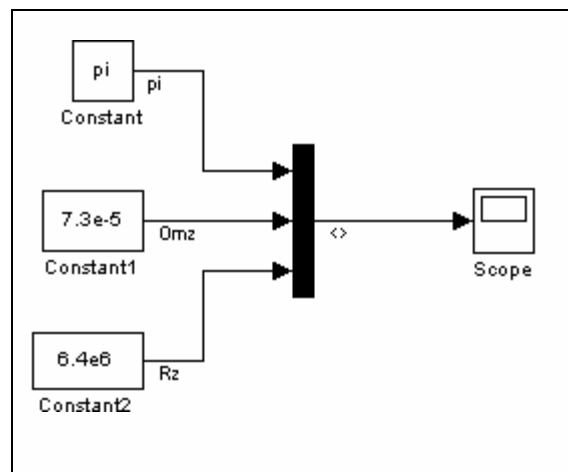 pi
pi
Constant
7.3e-5
Omz
Constant1
<>
Scope
6.4e6
Rz
Constant2